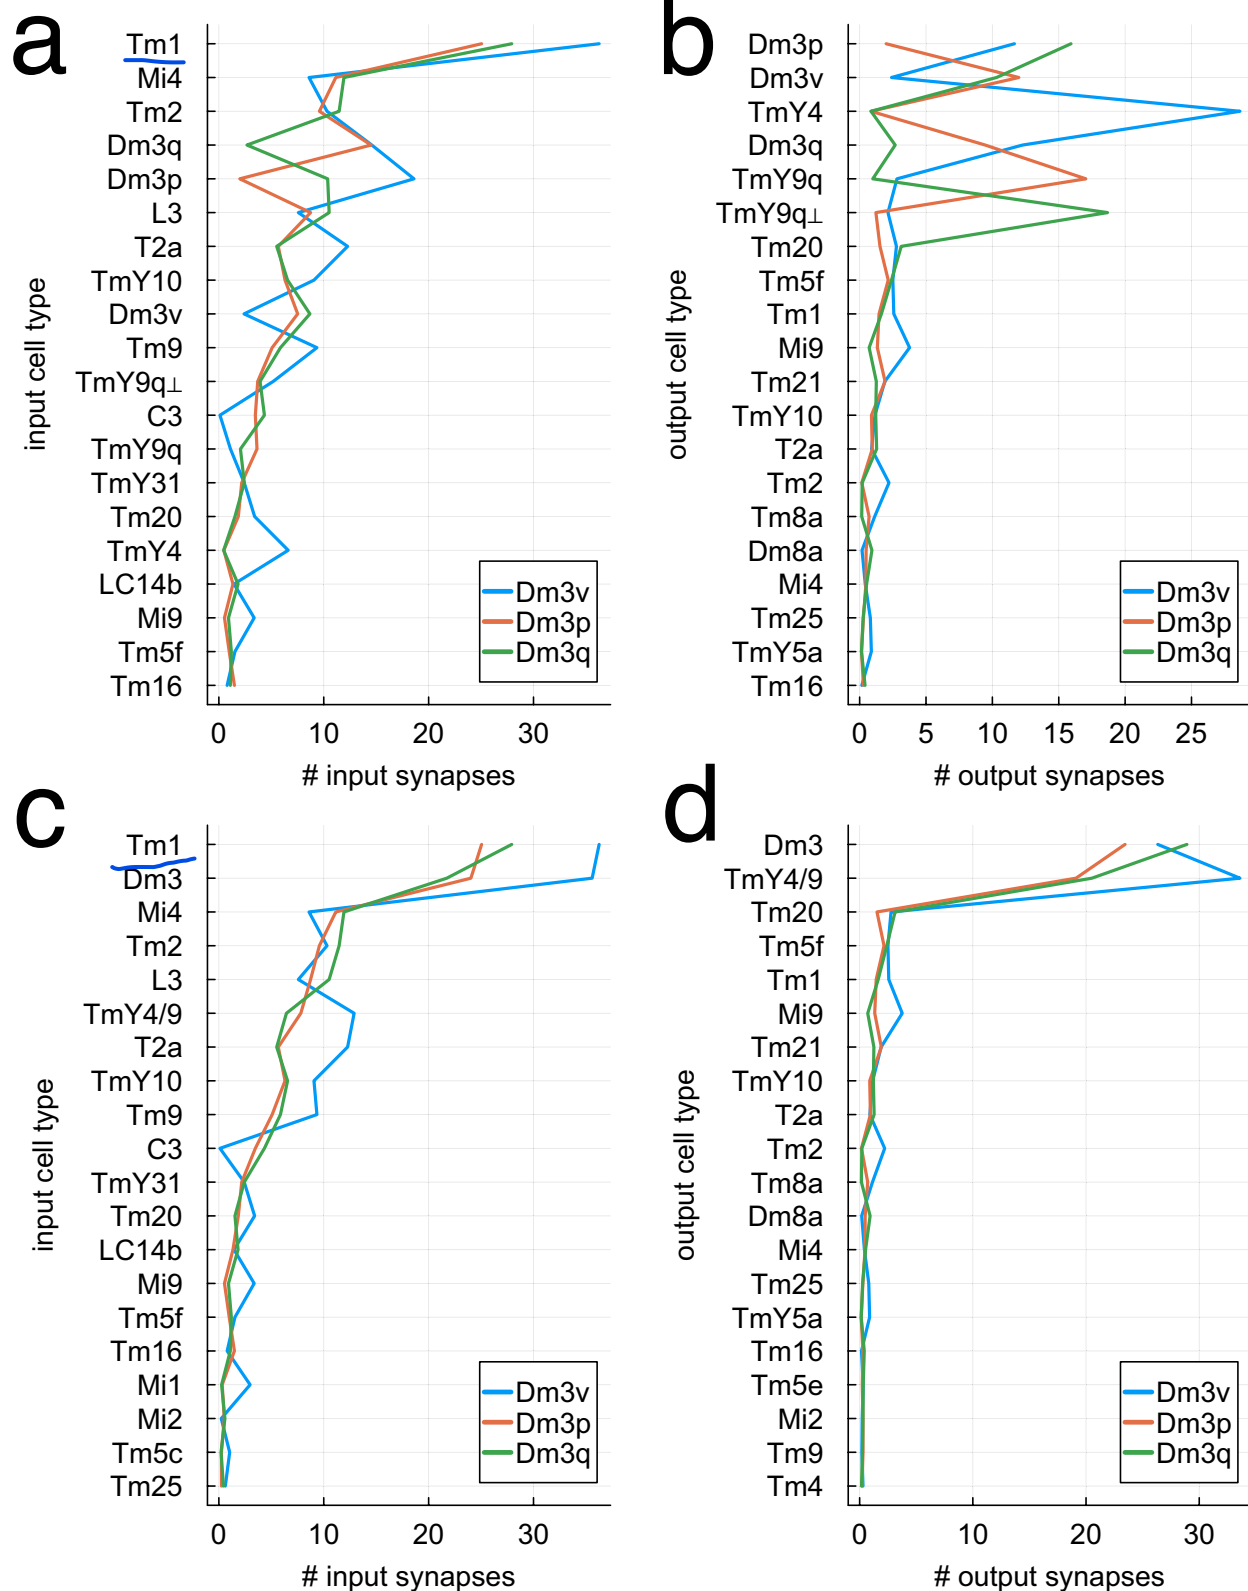 a
Tm1
Mi4
Tm2
Dm3q
Dm3p
L3
T2a
TmY10
Dm3v
Tm9
TmY9q⊥
C3
TmY9q
TmY31
Tm20
TmY4
LC14b
Mi9
Tm5f
Tm16
input cell type
Dm3v
Dm3p
Dm3q
0 10 20 30
# input synapses
b
Dm3p
Dm3v
TmY4
Dm3q
TmY9q
TmY9q⊥
Tm20
Tm5f
Tm1
Mi9
Tm21
TmY10
T2a
Tm2
Tm8a
Dm8a
Mi4
Tm25
TmY5a
Tm16
output cell type
Dm3v
Dm3p
Dm3q
0 5 10 15 20 25
# output synapses
c
Tm1
Dm3
Mi4
Tm2
L3
TmY4/9
T2a
TmY10
Tm9
C3
TmY31
Tm20
LC14b
Mi9
Tm5f
Tm16
Mi1
Mi2
Tm5c
Tm25
input cell type
Dm3v
Dm3p
Dm3q
0 10 20 30
# input synapses
d
Dm3
TmY4/9
Tm20
Tm5f
Tm1
Mi9
Tm21
TmY10
T2a
Tm2
Tm8a
Dm8a
Mi4
Tm25
TmY5a
Tm16
Tm5e
Mi2
Tm9
Tm4
output cell type
Dm3v
Dm3p
Dm3q
0 10 20 30
# output synapses